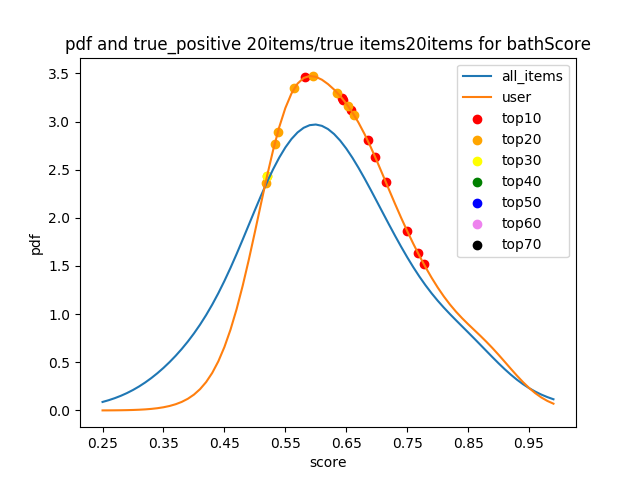 pdf and true_positive 20items/true items20items for bathScore
3.5
3.0
2.5
2.0
1.5
1.0
0.5
0.0
pdf
all_items
user
top10
top20
top30
top40
top50
top60
top70
0.25 0.35 0.45 0.55 0.65 0.75 0.85 0.95
score